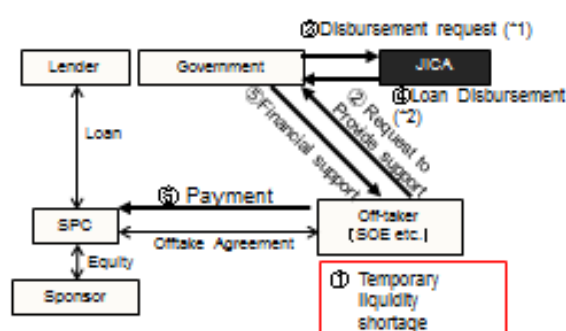 ③Disbursement request (*1)
Lender
Government
JICA
④Loan Disbursement
(*2)
② Request to
Provide support
⑤Financial support
Loan
⑥ Payment
SPC
Offtake Agreement
Off-taker
(SOE etc.)
Equity
Sponsor
① Temporary
liquidity
shortage